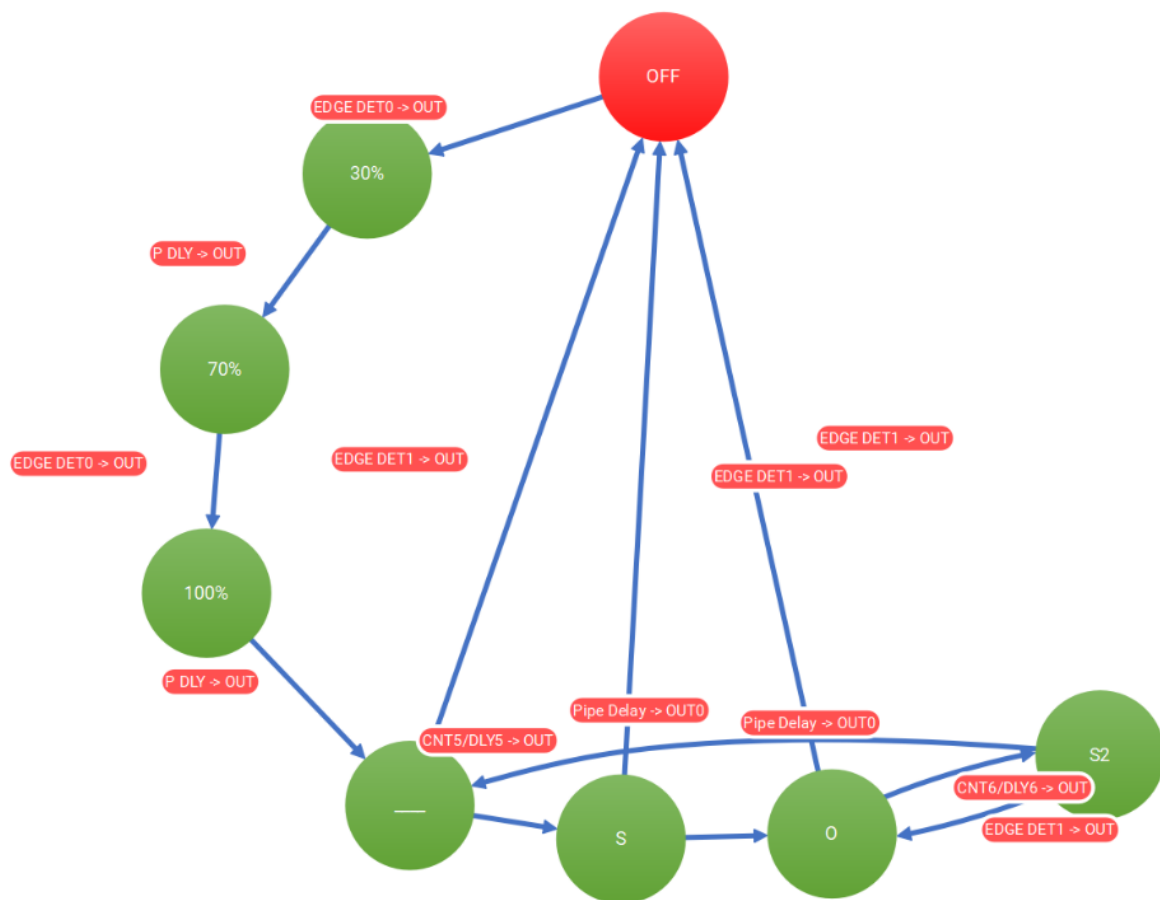 OFF
EDGE DET0 -> OUT
30%
P DLY -> OUT
70%
EDGE DET1 -> OUT
EDGE DET0 -> OUT
EDGE DET1 -> OUT
EDGE DET1 -> OUT
100%
P DLY -> OUT
Pipe Delay -> OUT0
Pipe Delay -> OUT0
CNT5/DLY5 -> OUT
S2
CNT6/DLY6 -> OUT
___
S
O
EDGE DET1 -> OUT